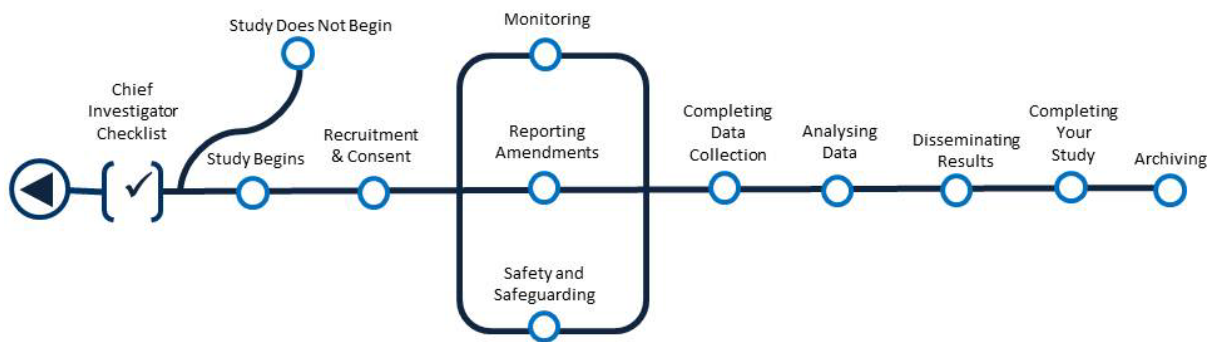 Study Does Not Begin
Chief
Investigator
Checklist
Study Begins
Recruitment
& Consent
Monitoring
Reporting
Amendments
Safety and
Safeguarding
Completing
Data
Collection
Analysing
Data
Disseminating
Results
Completing
Your
Study
Archiving